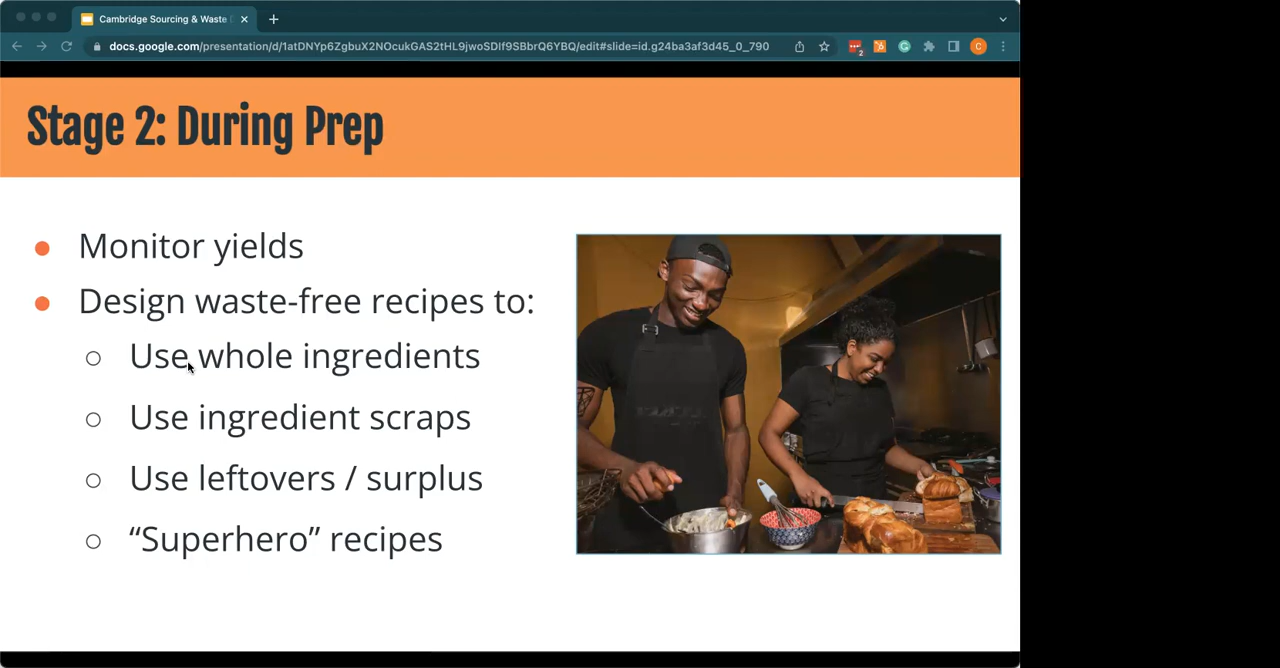 Cambridge Sourcing & Waste
docs.google.com/presentation/d/1atDNYp6ZgbuX2NOcukGAS2tHL9jwoSDIf9SBbrQ6YBQ/edit#slide=id.g24ba3af3d45_0_790
2
C
Stage 2: During Prep
Monitor yields
Design waste-free recipes to:
Use whole ingredients
Use ingredient scraps
Use leftovers / surplus
“Superhero” recipes